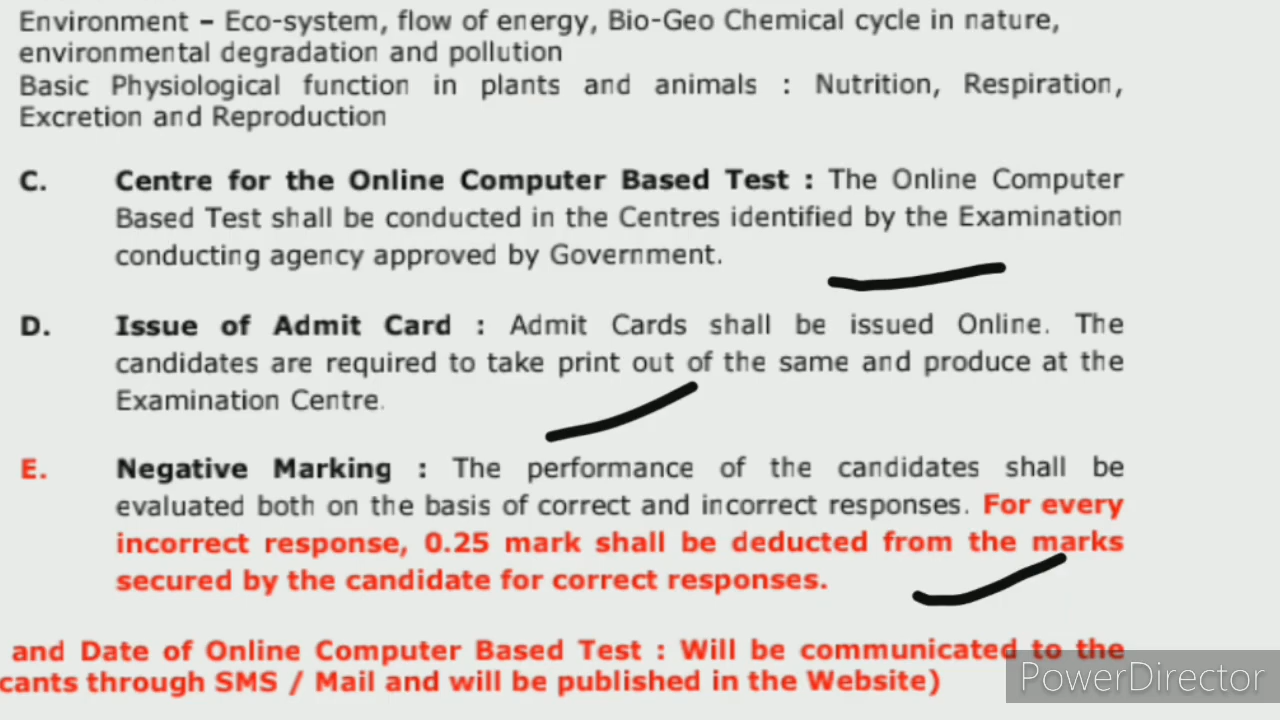 Environment – Eco-system, flow of energy, Bio-Geo Chemical cycle in nature,
environmental degradation and pollution
Basic Physiological function in plants and animals : Nutrition, Respiration,
Excretion and Reproduction
C. Centre for the Online Computer Based Test : The Online Computer
Based Test shall be conducted in the Centres identified by the Examination
conducting agency approved by Government.
D. Issue of Admit Card : Admit Cards shall be issued Online. The
candidates are required to take print out of the same and produce at the
Examination Centre.
E. Negative Marking : The performance of the candidates shall be
evaluated both on the basis of correct and incorrect responses. For every
incorrect response, 0.25 mark shall be deducted from the marks
secured by the candidate for correct responses.
and Date of Online Computer Based Test : Will be communicated to the
cants through SMS / Mail and will be published in the Website)
PowerDirector